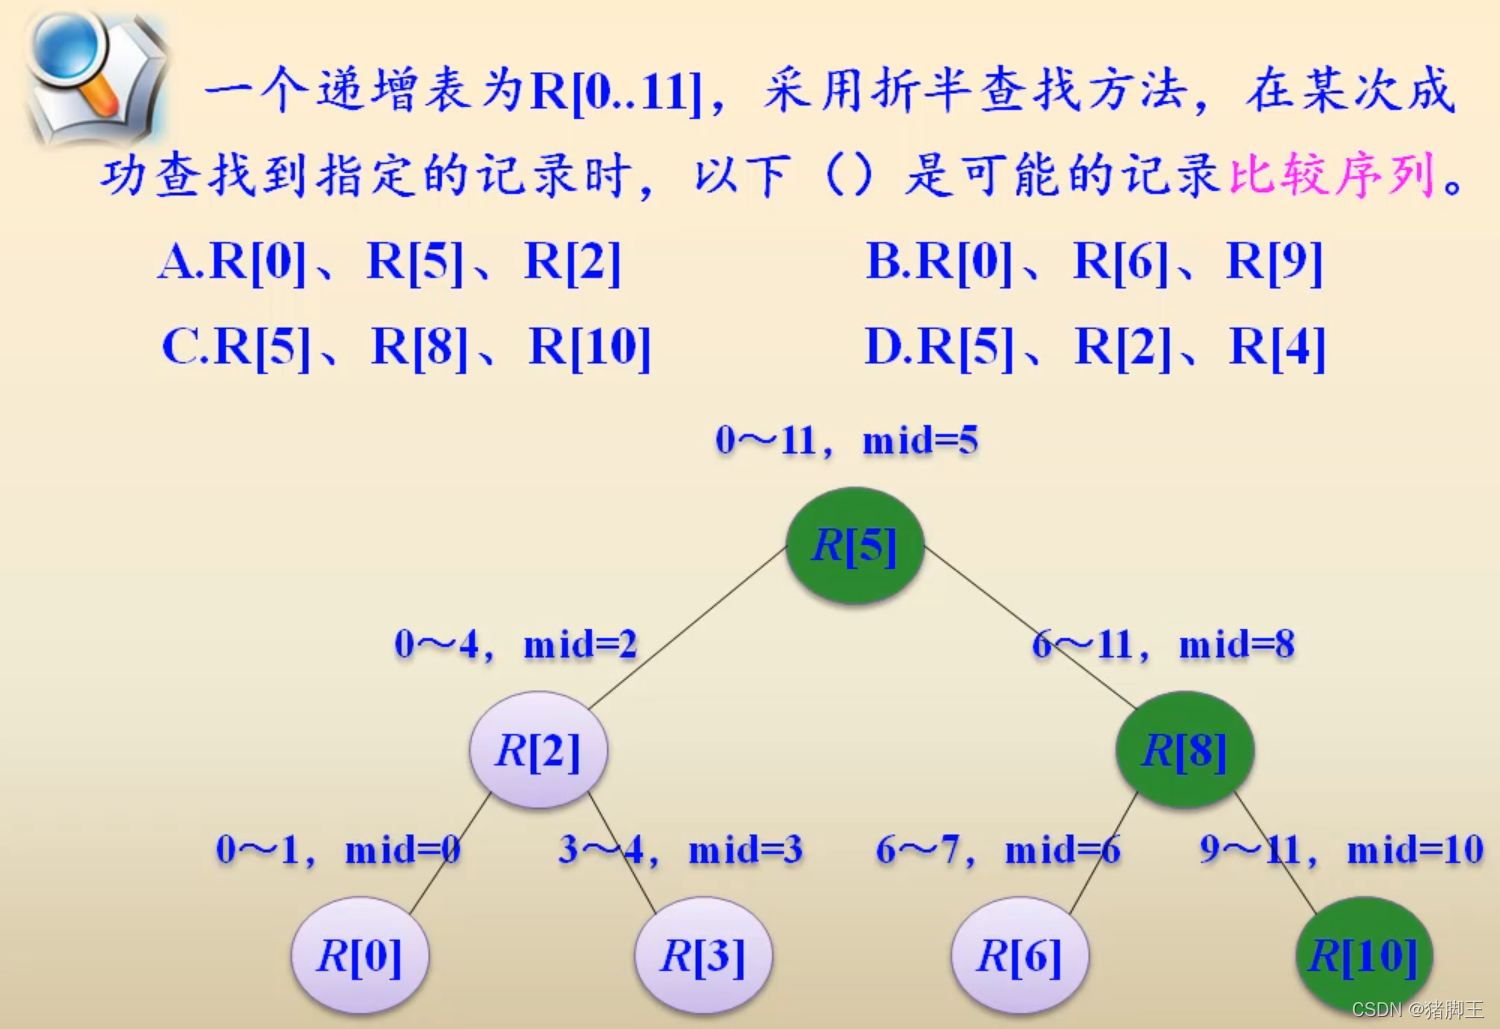 一个递增表为R[0..11]，采用折半查找方法，在某次成
功查找到指定的记录时，以下（）是可能的记录比较序列。
A.R[0]、R[5]、R[2] B.R[0]、R[6]、R[9]
C.R[5]、R[8]、R[10] D.R[5]、R[2]、R[4]
0～11，mid=5
R[5]
0～4，mid=2 6～11，mid=8
R[2] R[8]
0～1，mid=0 3～4，mid=3 6～7，mid=6 9～11，mid=10
R[0] R[3] R[6] R[10]
CSDN @猪脚王